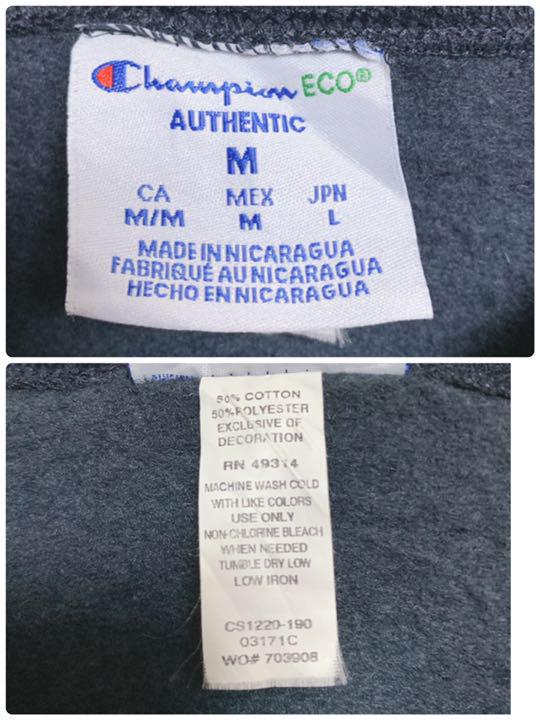 Champion ECO®
AUTHENTIC
M
CA MEX JPN
M/M M L
MADE IN NICARAGUA
FABRIQUÉ AU NICARAGUA
HECHO EN NICARAGUA
50% COTTON
50% POLYESTER
EXCLUSIVE OF
DECORATION
RN 49314
MACHINE WASH COLD
WITH LIKE COLORS
USE ONLY
NON-CHLORINE BLEACH
WHEN NEEDED
TUMBLE DRY LOW
LOW IRON
CS1220-190
03171C
WO# 703908